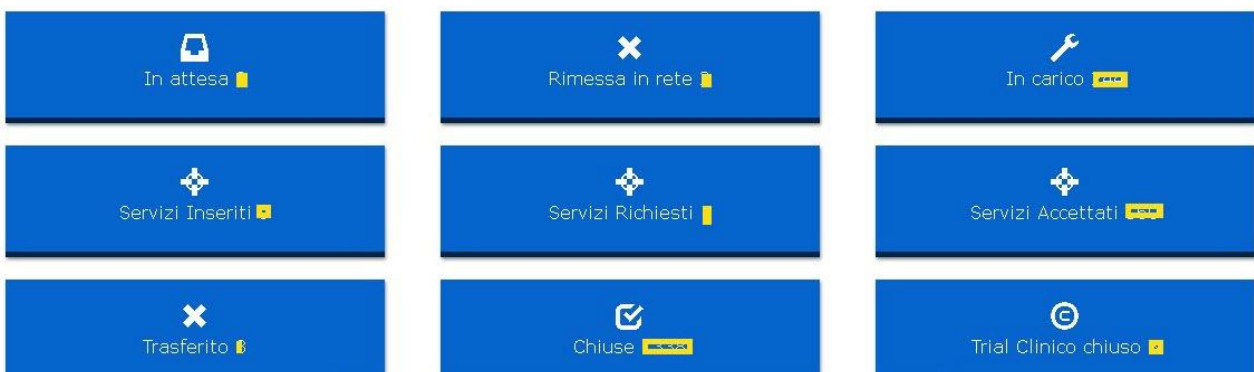 In attesa
Rimessa in rete
In carico
Servizi Inseriti
Servizi Richiesti
Servizi Accettati
Trasferito
Chiuse
Trial Clinico chiuso